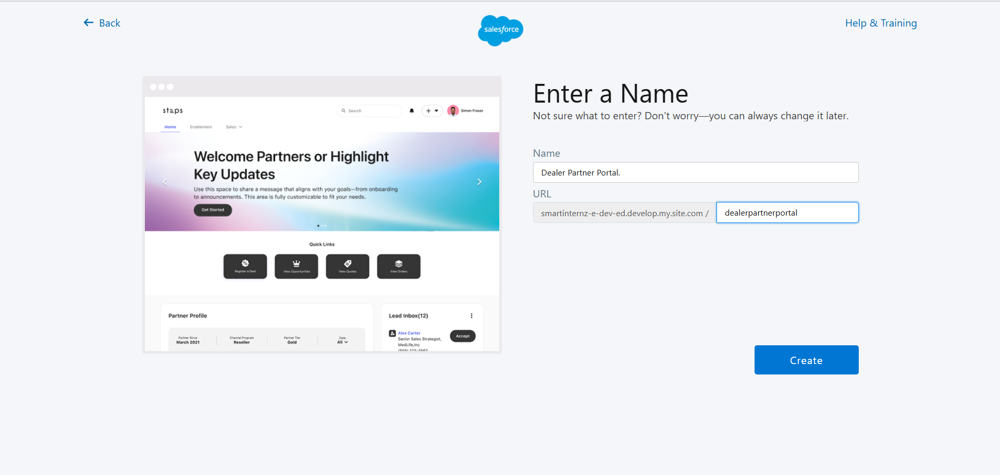 Back
salesforce
Help & Training
steps
Search
Simon Fraser
Home Enablement Sales
Welcome Partners or Highlight
Key Updates
Use this space to share a message that aligns with your goals—from onboarding
to announcements. This area is fully customizable to fit your needs.
Get Started
Quick Links
Register a Deal View Opportunities View Quotes View Orders
Partner Profile
Partner Since Channel Program Partner Tier Date
March 2021 Reseller Gold All
Lead Inbox(12)
Alex Carter
Senior Sales Strategist,
MedLife,Inc
(555) 123-4567
Accept
Enter a Name
Not sure what to enter? Don't worry—you can always change it later.
Name
Dealer Partner Portal.
URL
smartinternz-e-dev-ed.develop.my.site.com / dealerpartnerportal
Create